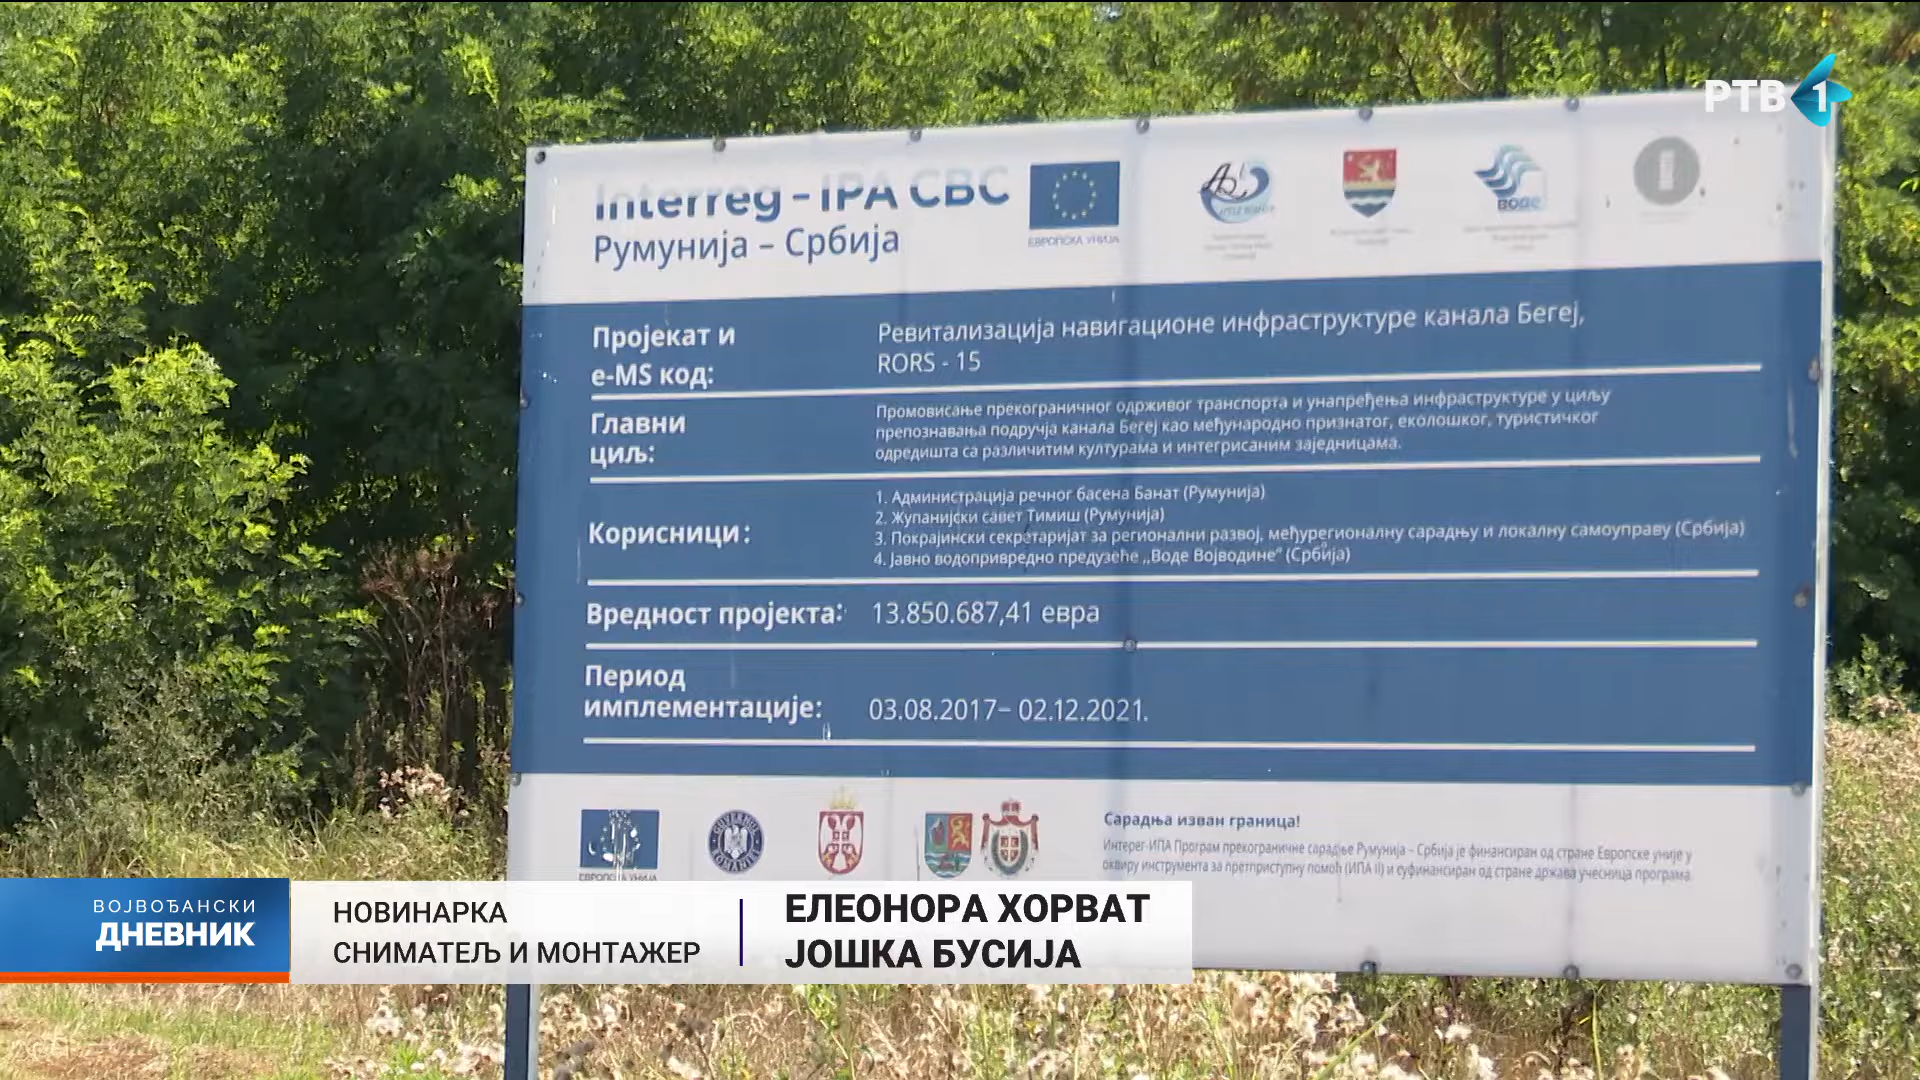 РТВ 1
Interreg - IPA CBC
Румунија – Србија
ЕВРОПСКА УНИЈА
ВОДЕ
Пројекат и
e-MS код:
Ревитализација навигационе инфраструктуре канала Бегеј,
RORS - 15
Главни
циљ:
Промовисање прекограничног одрживог транспорта и унапређења инфраструктуре у циљу
препознавања подручја канала Бегеј као међународно признатог, еколошког, туристичког
одредишта са различитим културама и интегрисаним заједницама.
Корисници:
1. Администрација речног басена Банат (Румунија)
2. Жупанијски савет Тимиш (Румунија)
3. Покрајински секретаријат за регионални развој, међурегионалну сарадњу и локалну самоуправу (Србија)
4. Јавно водопривредно предузеће „Воде Војводине“ (Србија)
Вредност пројекта:
13.850.687,41 евра
Период
имплементације:
03.08.2017– 02.12.2021.
ЕВРОПСКА УНИЈА
Сарадња изван граница!
Интерег-ИПА Програм прекограничне сарадње Румунија – Србија је финансиран од стране Европске уније у
оквиру инструмента за претприступну помоћ (ИПА II) и суфинансиран од стране држава учесница програма.
ВОЈВОЂАНСКИ
ДНЕВНИК
НОВИНАРКА
ЕЛЕОНОРА ХОРВАТ
СНИМАТЕЉ И МОНТАЖЕР
ЈОШКА БУСИЈА